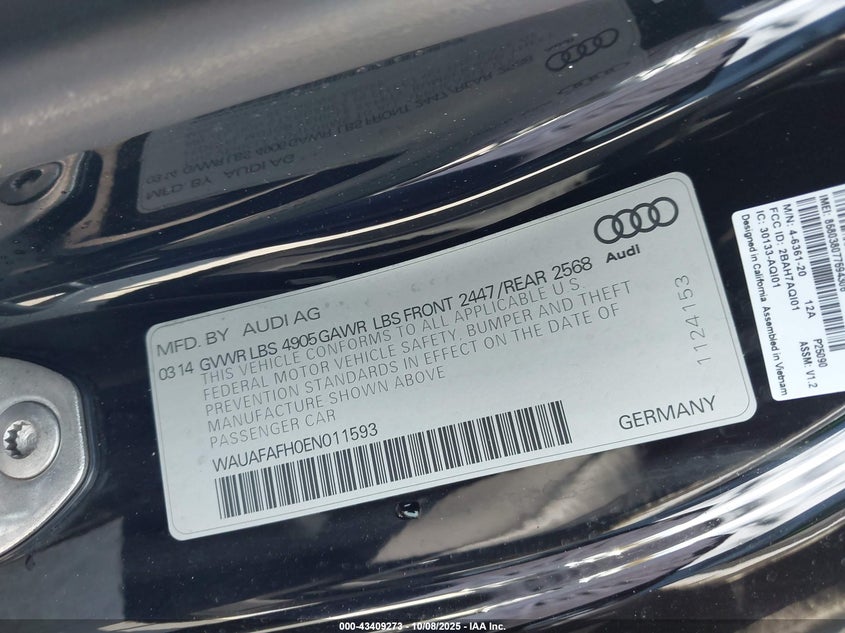 Audi
MFD. BY AUDI AG
0314 GWWR LBS 4905 GAWR LBS FRONT 2447/REAR 2568
THIS VEHICLE CONFORMS TO ALL APPLICABLE U.S.
FEDERAL MOTOR VEHICLE SAFETY, BUMPER AND THEFT
PREVENTION STANDARDS IN EFFECT ON THE DATE OF
MANUFACTURE SHOWN ABOVE
PASSENGER CAR
WAUAFAFH0EN011593
GERMANY
1124153
M/N: 4-6361-20 12A P25090
FCC ID: 2BAH7AQI01 ASSM: V1.2
IC: 30133-AQI01
Designed in California Assembled in Vietnam
000-43409273 - 10/08/2025 - IAA Inc.